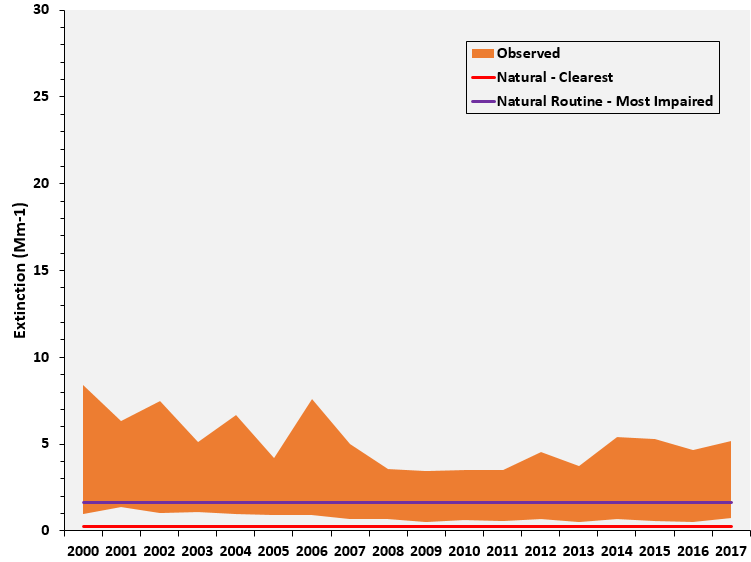 30
25
20
15
10
5
0
Extinction (Mm-1)
Observed
Natural - Clearest
Natural Routine - Most Impaired
2000 2001 2002 2003 2004 2005 2006 2007 2008 2009 2010 2011 2012 2013 2014 2015 2016 2017